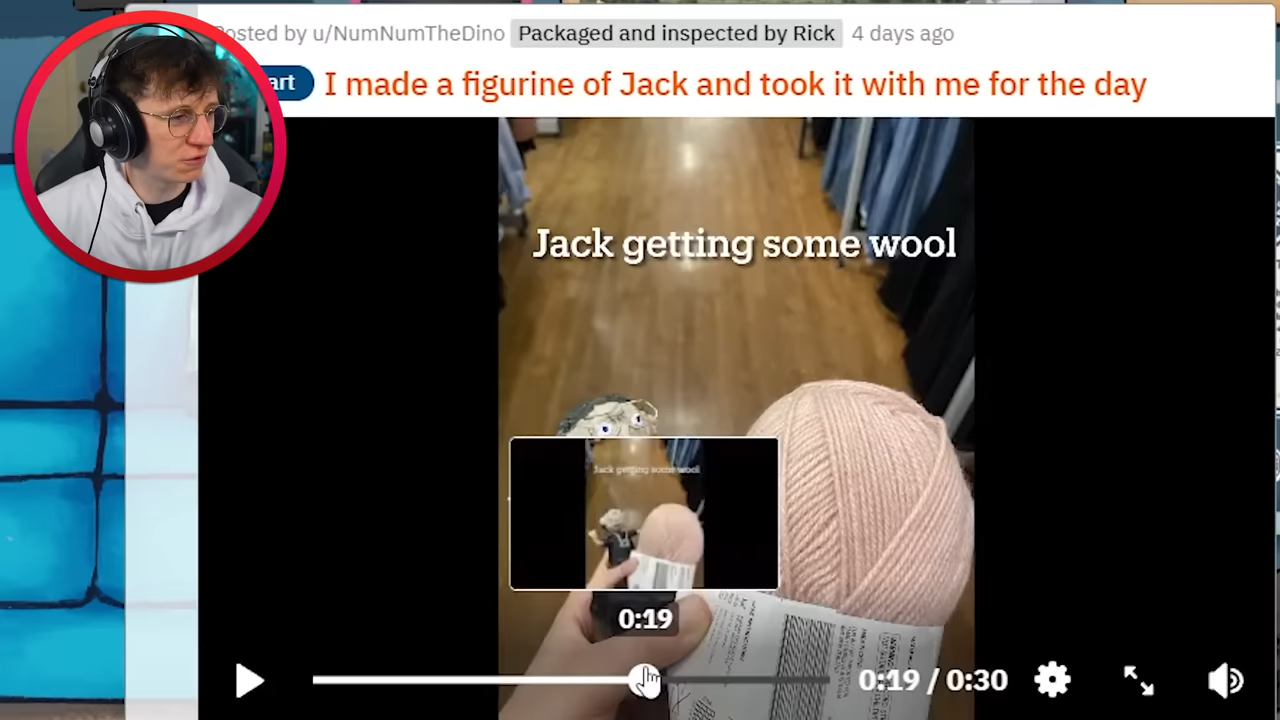 Posted by u/NumNumTheDino Packaged and inspected by Rick 4 days ago
art I made a figurine of Jack and took it with me for the day
Jack getting some wool
Jack getting some wool
0:19
0:19 / 0:30